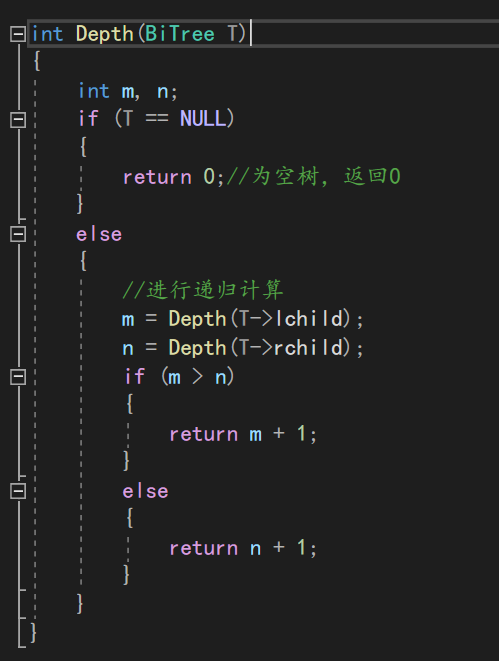 int Depth(BiTree T)
{
int m, n;
if (T == NULL)
{
return 0;//为空树，返回0
}
else
{
//进行递归计算
m = Depth(T->lchild);
n = Depth(T->rchild);
if (m > n)
{
return m + 1;
}
else
{
return n + 1;
}
}
}